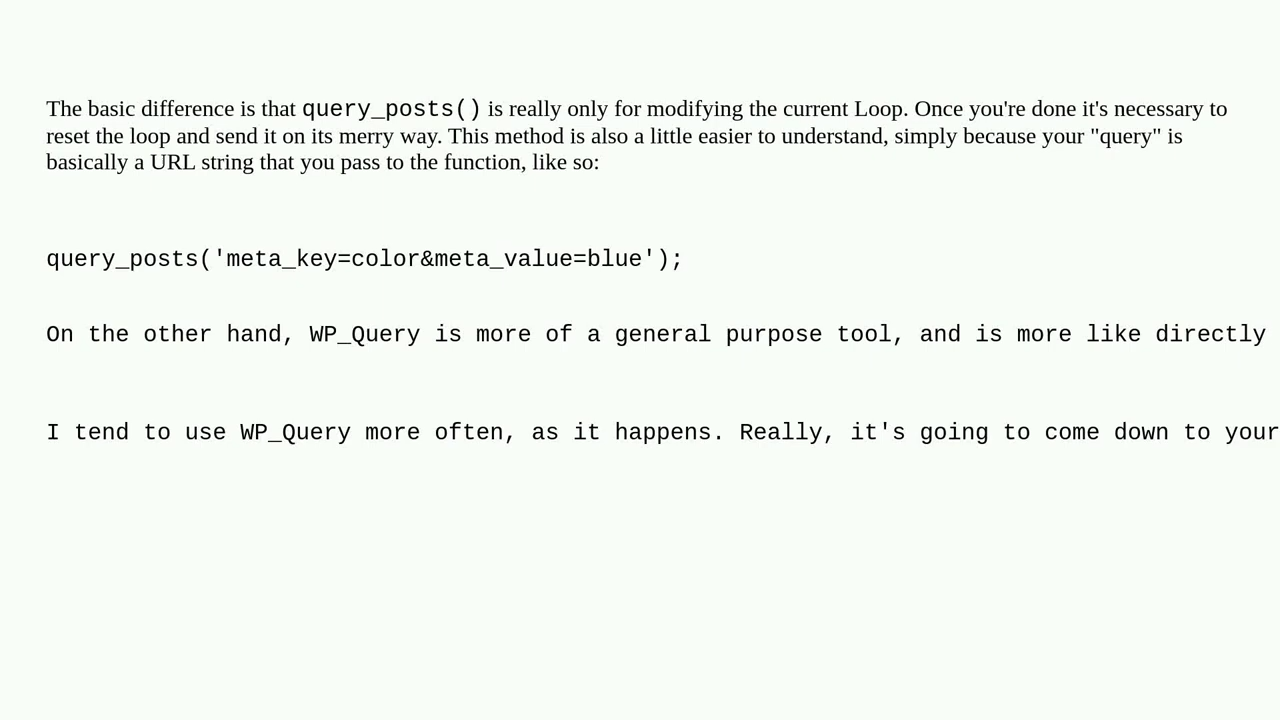 The basic difference is that query_posts() is really only for modifying the current Loop. Once you're done it's necessary to
reset the loop and send it on its merry way. This method is also a little easier to understand, simply because your "query" is
basically a URL string that you pass to the function, like so:
query_posts('meta_key=color&meta_value=blue');
On the other hand, WP_Query is more of a general purpose tool, and is more like directly
I tend to use WP_Query more often, as it happens. Really, it's going to come down to your